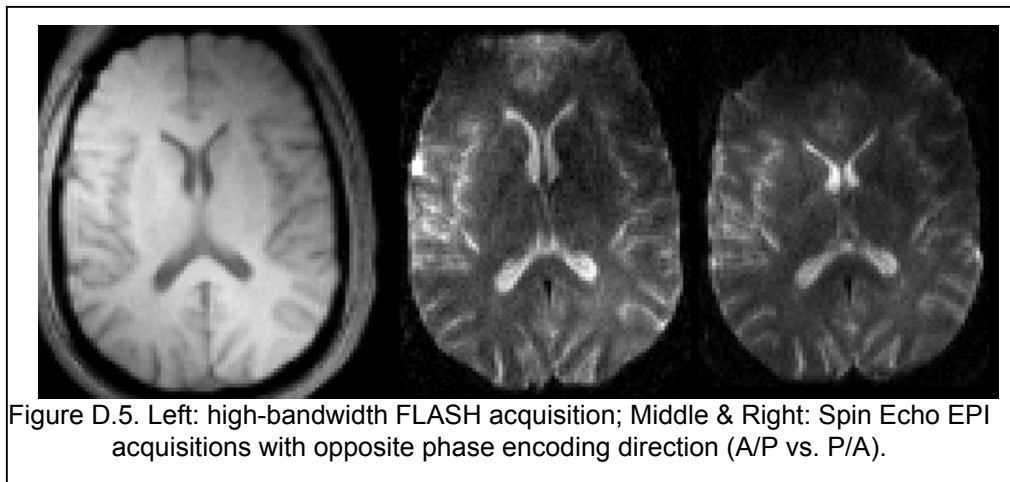 Figure D.5. Left: high-bandwidth FLASH acquisition; Middle & Right: Spin Echo EPI
acquisitions with opposite phase encoding direction (A/P vs. P/A).